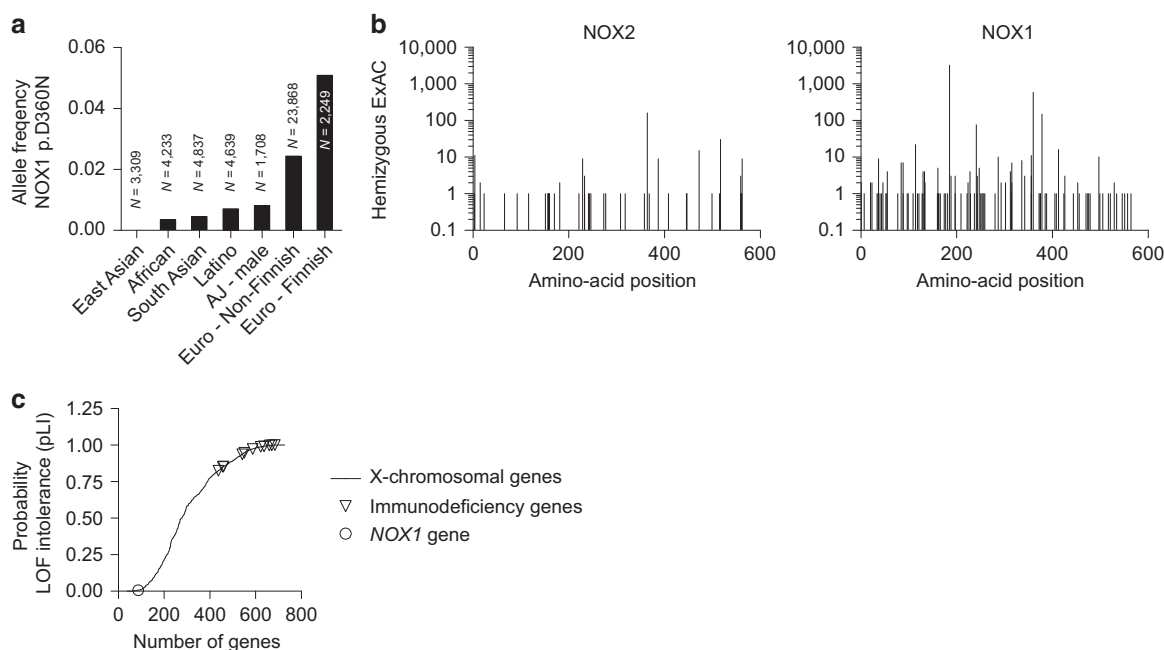 a
Allele freqency
NOX1 p.D360N
0.06
0.04
0.02
0.00
N = 3,309
N = 4,233
N = 4,837
N = 4,639
N = 1,708
N = 23,868
N = 2,249
East Asian
African
South Asian
Latino
AJ - male
Euro - Non-Finnish
Euro - Finnish
b
NOX2
Hemizygous ExAC
10,000
1,000
100
10
1
0.1
0
200
400
600
Amino-acid position
NOX1
10,000
1,000
100
10
1
0.1
0
200
400
600
Amino-acid position
c
Probability
LOF intolerance (pLI)
1.25
1.00
0.75
0.50
0.25
0.00
0
200
400
600
800
Number of genes
X-chromosomal genes
Immunodeficiency genes
NOX1 gene